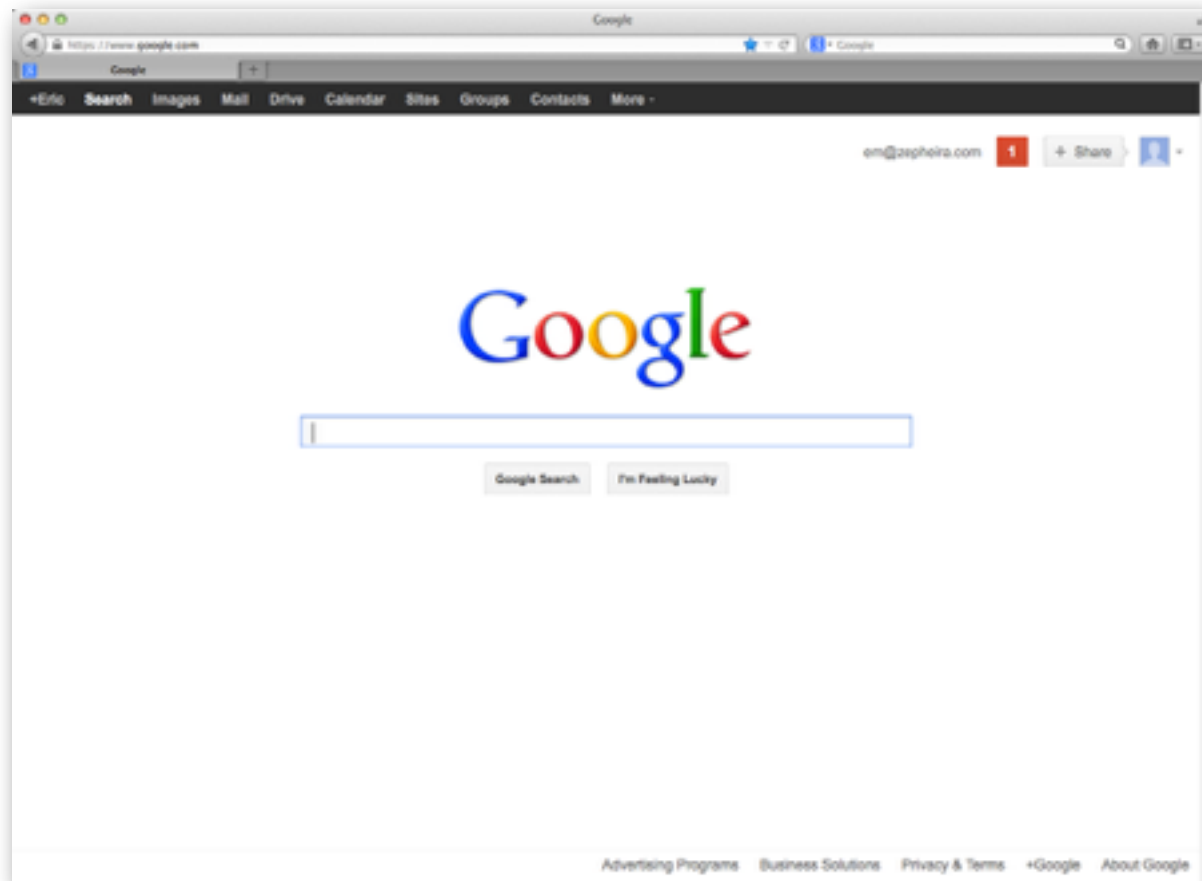 Google
https://www.google.com
Google
Google
+
+Eric Search Images Mail Drive Calendar Sites Groups Contacts More
em@zepheira.com 1 + Share
Google
Google Search I'm Feeling Lucky
Advertising Programs Business Solutions Privacy & Terms +Google About Google